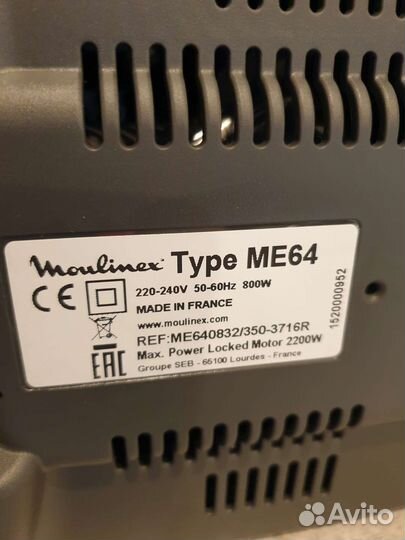 Moulinex Type ME64
CE 220-240V 50-60Hz 800W
MADE IN FRANCE
www.moulinex.com
REF:ME640832/350-3716R
EAC Max. Power Locked Motor 2200W
Groupe SEB - 65100 Lourdes - France
1520000952
Avito